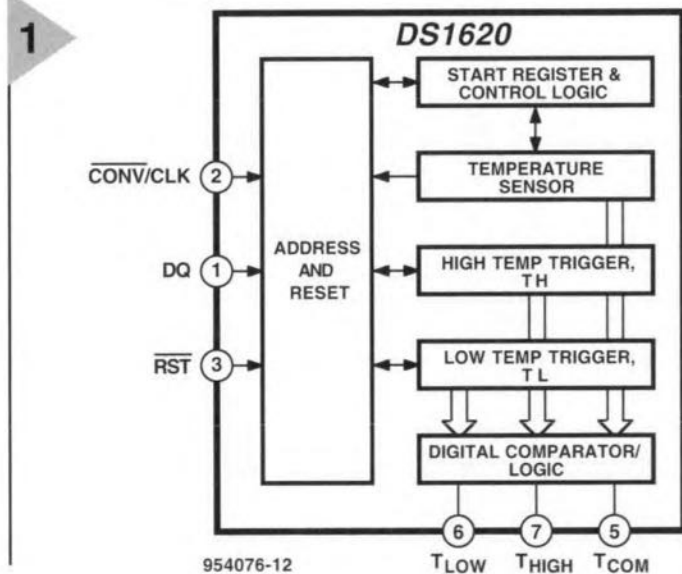 1
DS1620
START REGISTER &
CONTROL LOGIC
CONV/CLK
2
TEMPERATURE
SENSOR
DQ
1
ADDRESS
AND
RESET
HIGH TEMP TRIGGER,
TH
RST
3
LOW TEMP TRIGGER,
TL
DIGITAL COMPARATOR/
LOGIC
6
7
5
954076-12
TLOW
THIGH
TCOM